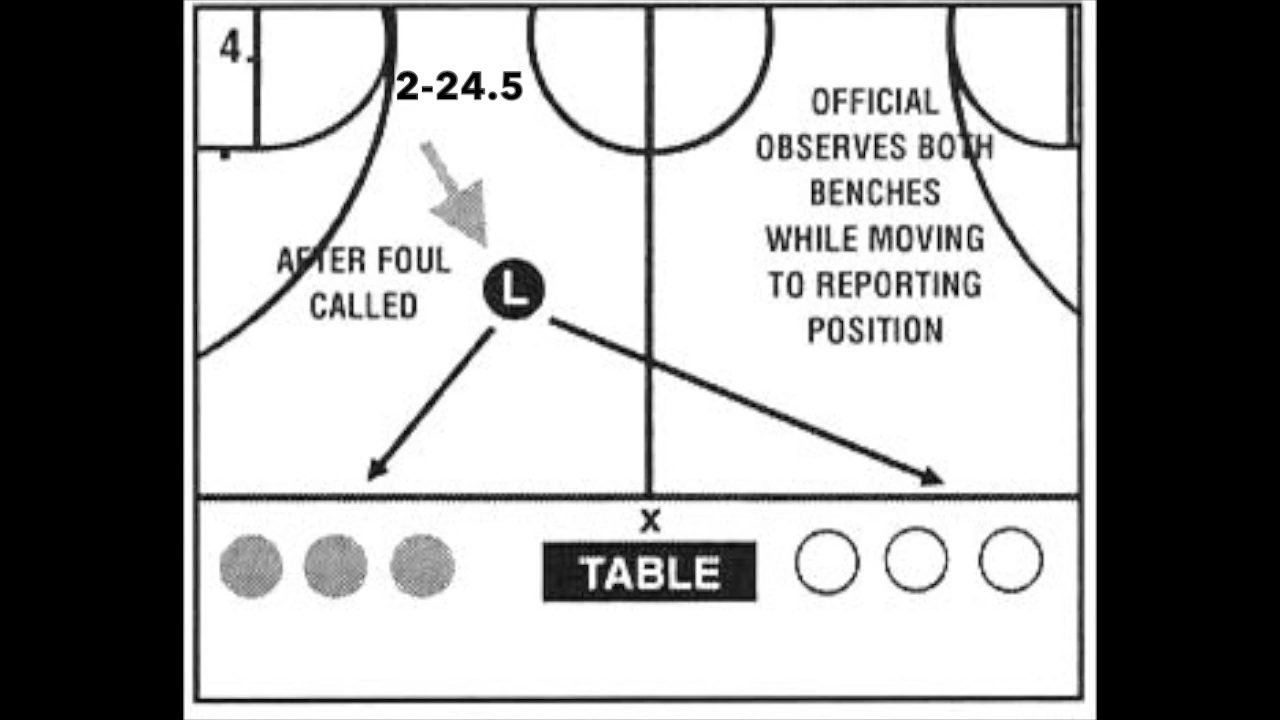 4.
2-24.5
OFFICIAL
OBSERVES BOTH
BENCHES
WHILE MOVING
TO REPORTING
POSITION
AFTER FOUL
CALLED
L
X
TABLE